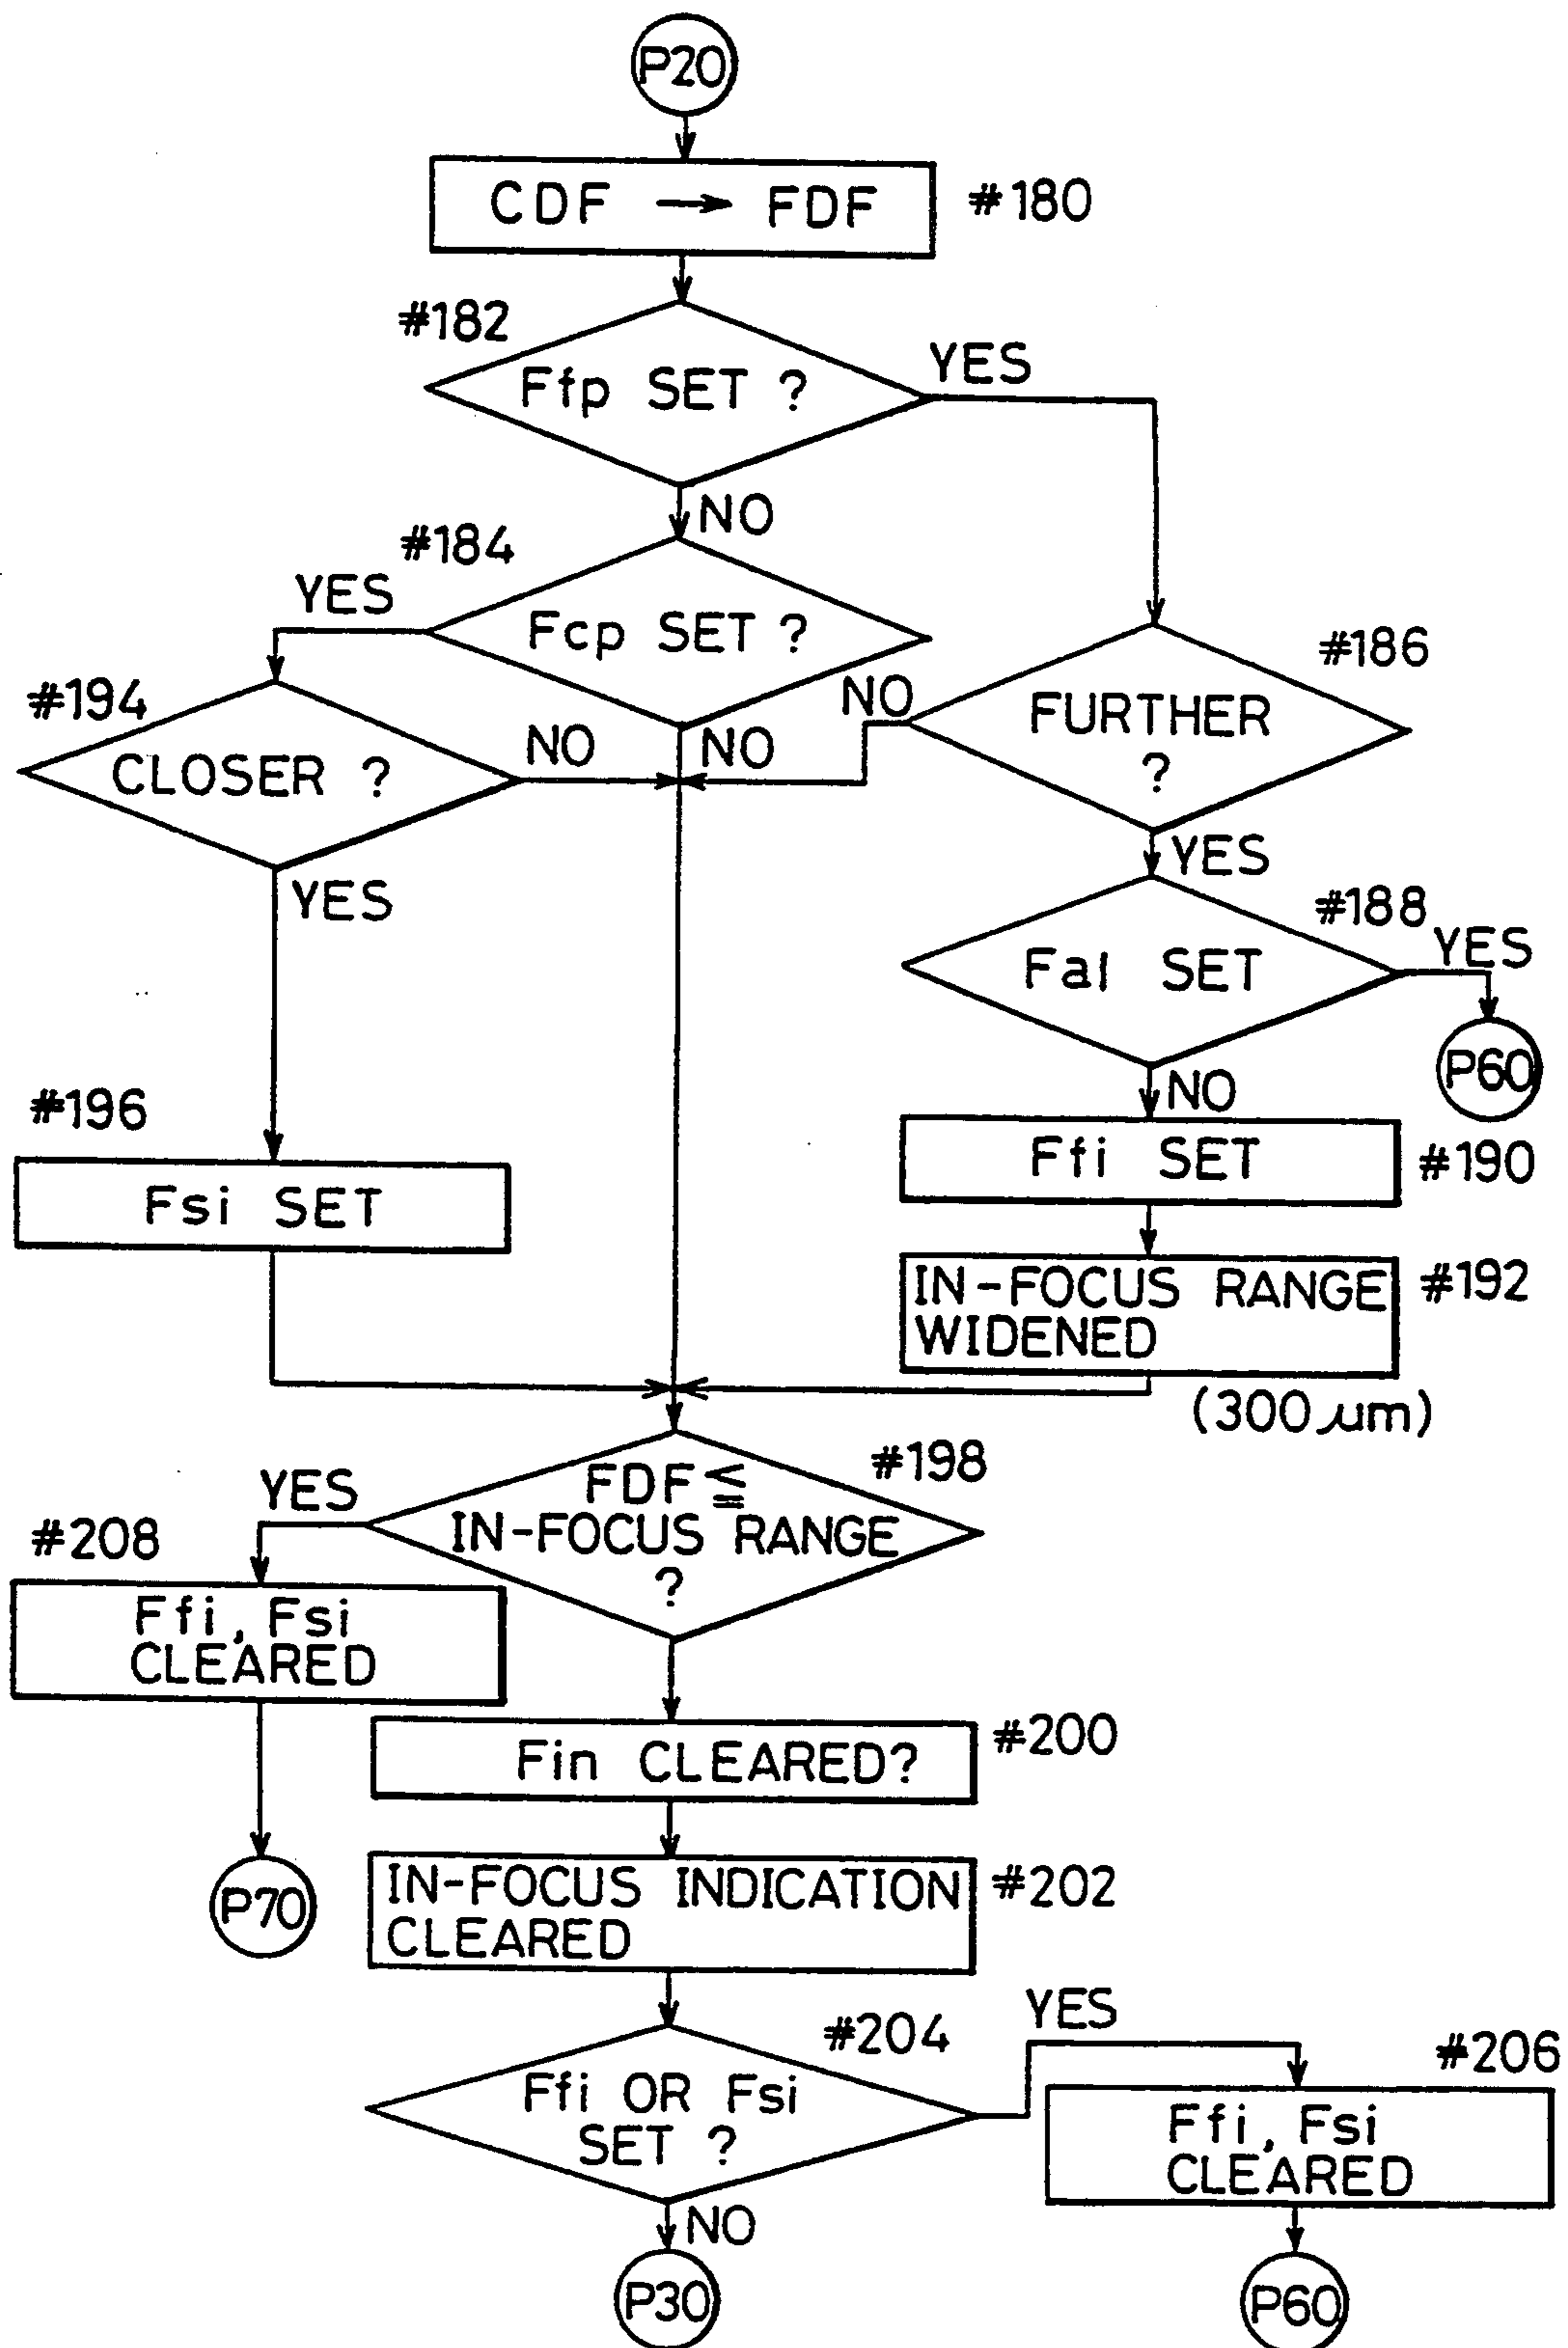 P20
CDF → FDF
#180
#182
Ffp SET ?
YES
NO
#184
YES
Fcp SET ?
#186
#194
NO
FURTHER
?
CLOSER ?
NO
NO
YES
YES
#188
Fal SET
YES
P60
NO
#196
Ffi SET
#190
Fsi SET
IN-FOCUS RANGE
WIDENED
#192
(300 μm)
#198
YES
FDF ≦
IN-FOCUS RANGE
?
#208
Ffi, Fsi
CLEARED
Fin CLEARED?
#200
P70
IN-FOCUS INDICATION
CLEARED
#202
YES
#204
#206
Ffi OR Fsi
SET ?
Ffi, Fsi
CLEARED
NO
P30
P60